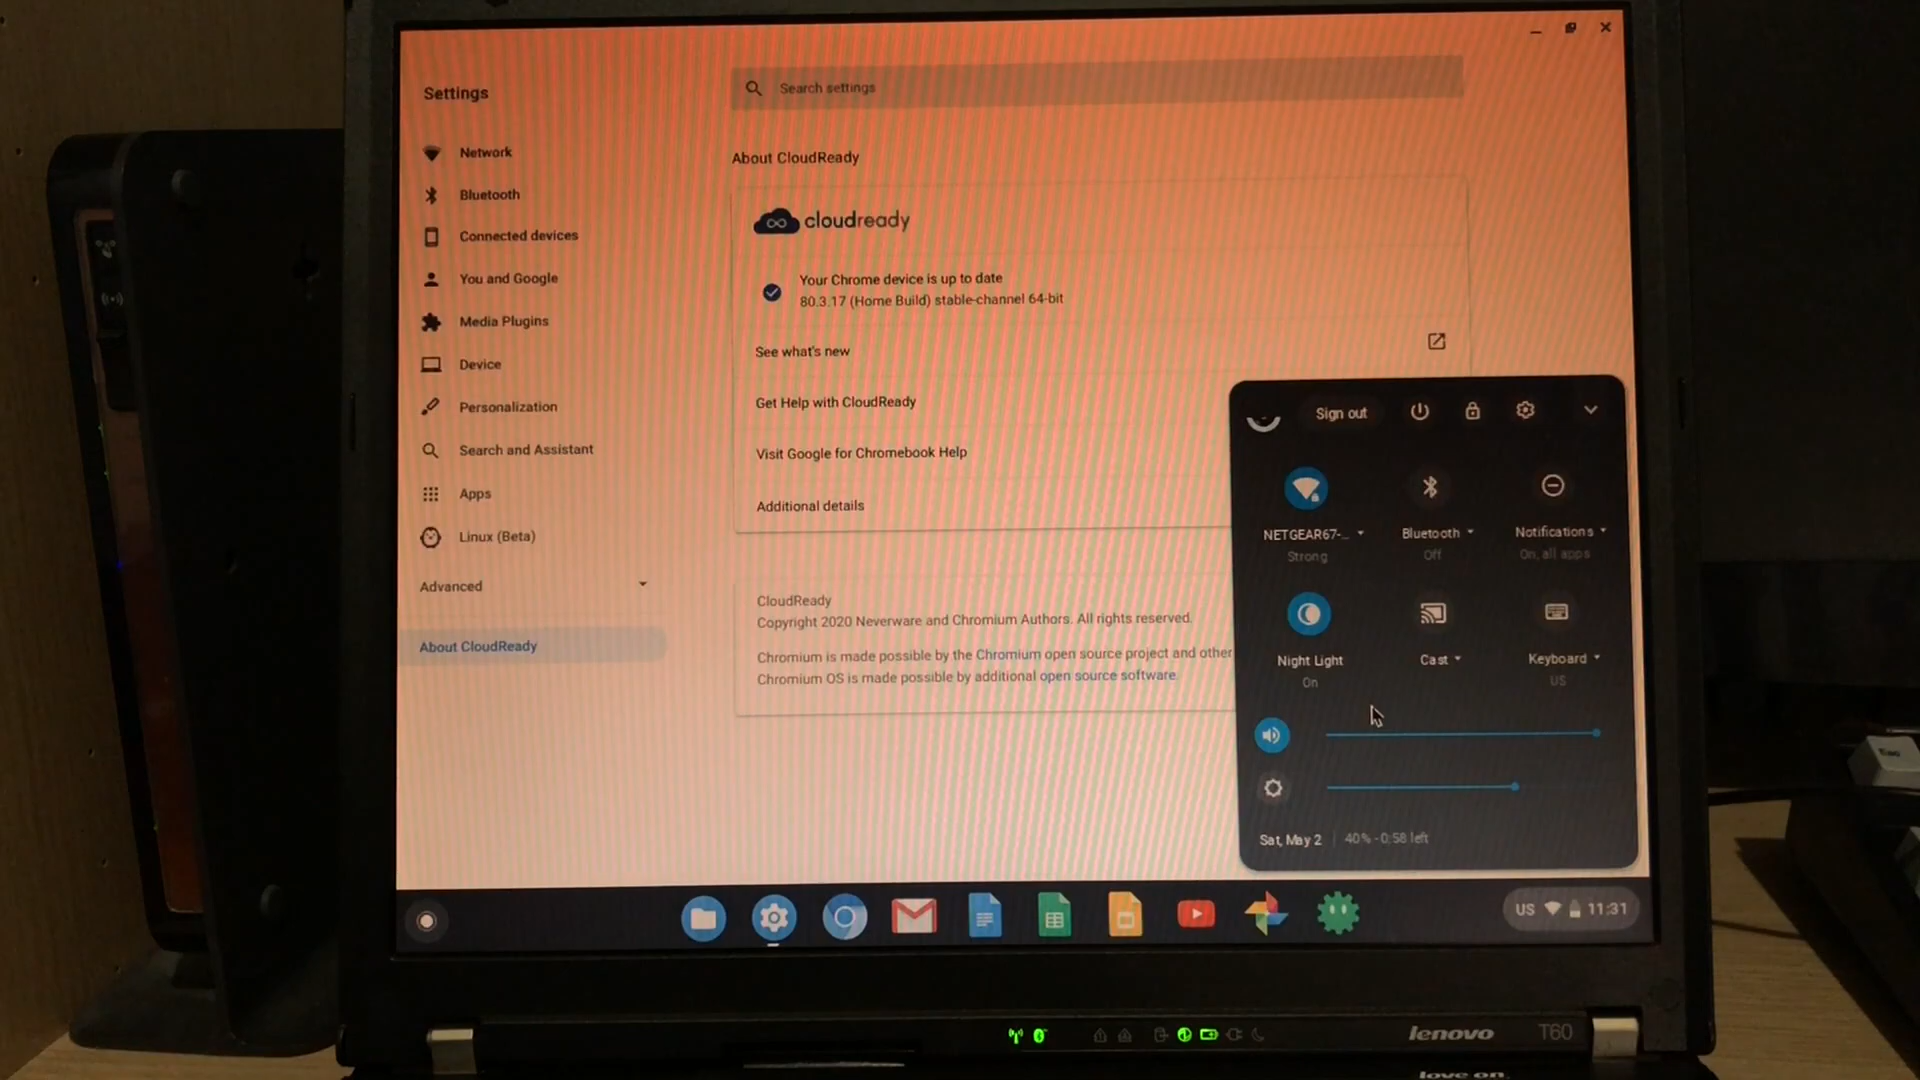 Settings
Search settings
Network
Bluetooth
Connected devices
You and Google
Media Plugins
Device
Personalization
Search and Assistant
Apps
Linux (Beta)
Advanced
About CloudReady
About CloudReady
cloudready
Your Chrome device is up to date
80.3.17 (Home Build) stable-channel 64-bit
See what's new
Get Help with CloudReady
Visit Google for Chromebook Help
Additional details
CloudReady
Copyright 2020 Neverware and Chromium Authors. All rights reserved.
Chromium is made possible by the Chromium open source project and other
Chromium OS is made possible by additional open source software.
Sign out
NETGEAR67-...
Strong
Bluetooth
Off
Notifications
On, all apps
Night Light
On
Cast
Keyboard
US
Sat, May 2
40% - 0:58 left
US 11:31
lenovo T60
love on.
Esc